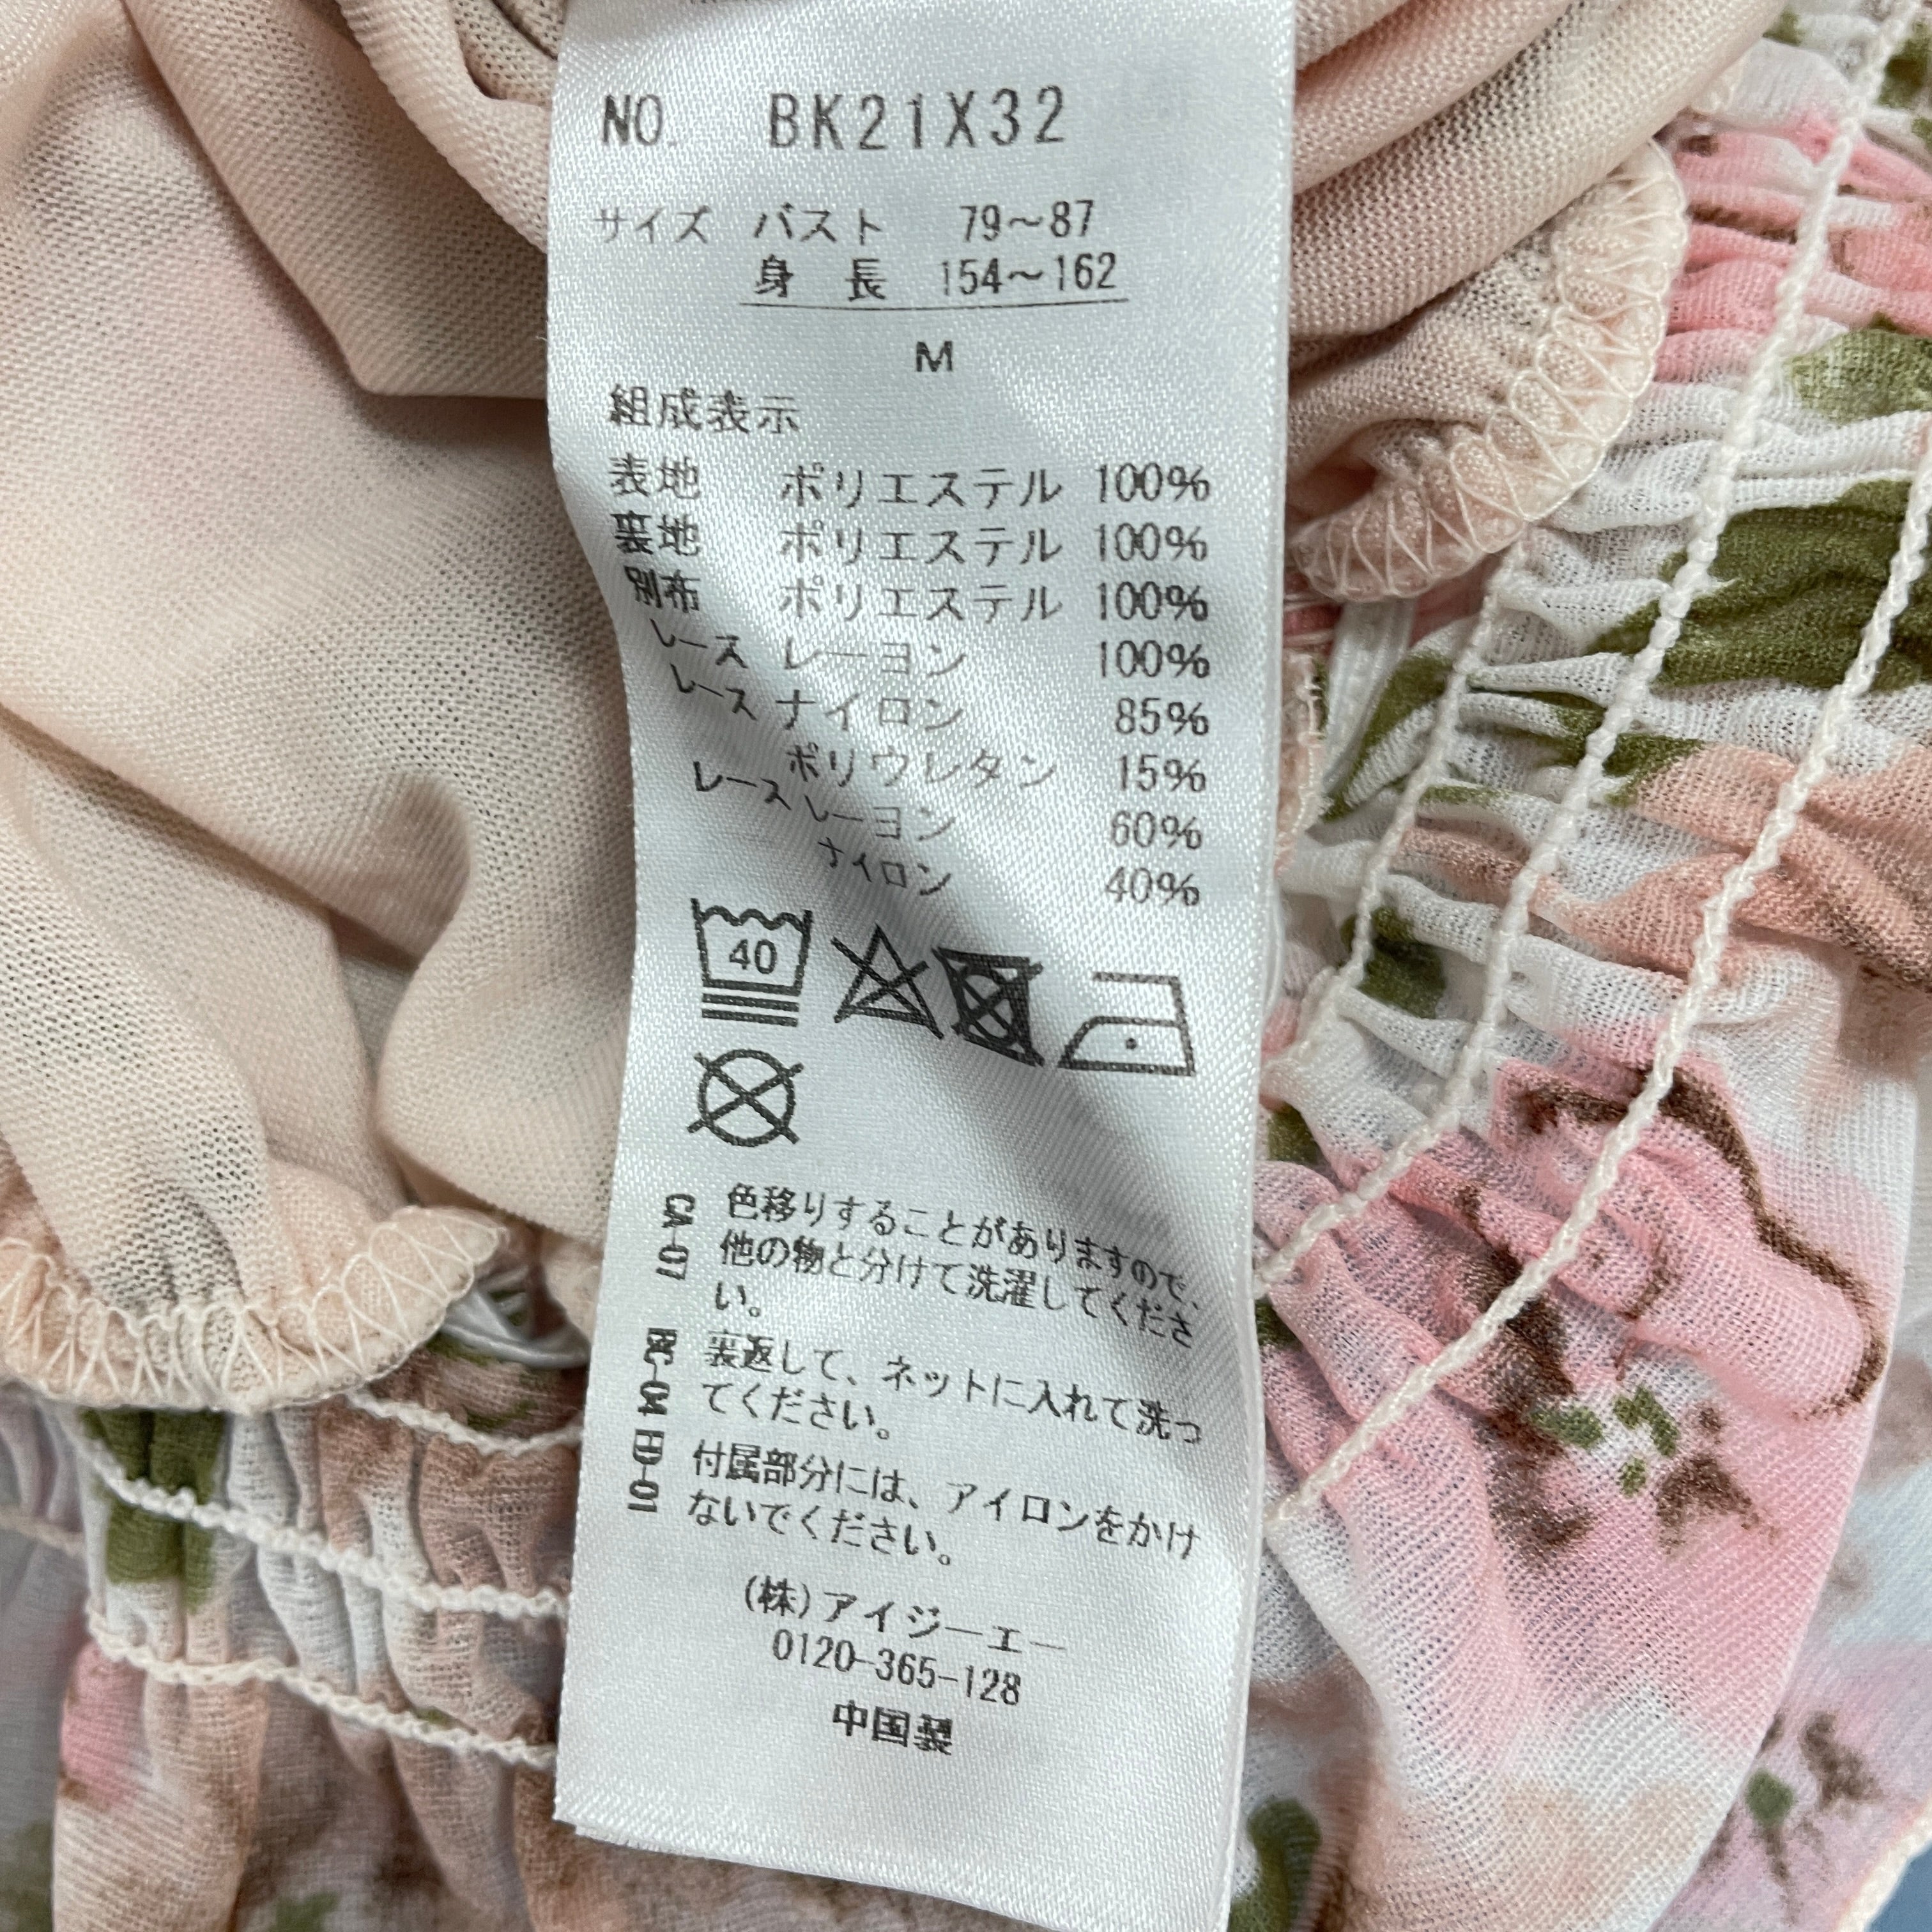 NO. BK21X32
サイズ バスト 79～87
身長 154～162
M
組成表示
表地 ポリエステル 100%
裏地 ポリエステル 100%
別布 ポリエステル 100%
レース レーヨン 100%
レース ナイロン 85%
ポリウレタン 15%
レース レーヨン 60%
ナイロン 40%
40
CA-07 色移りすることがありますので、
他の物と分けて洗濯してくださ
い。
BC-04 裏返して、ネットに入れて洗っ
てください。
ED-01 付属部分には、アイロンをかけ
ないでください。
(株)アイジーエー
0120-365-128
中国製